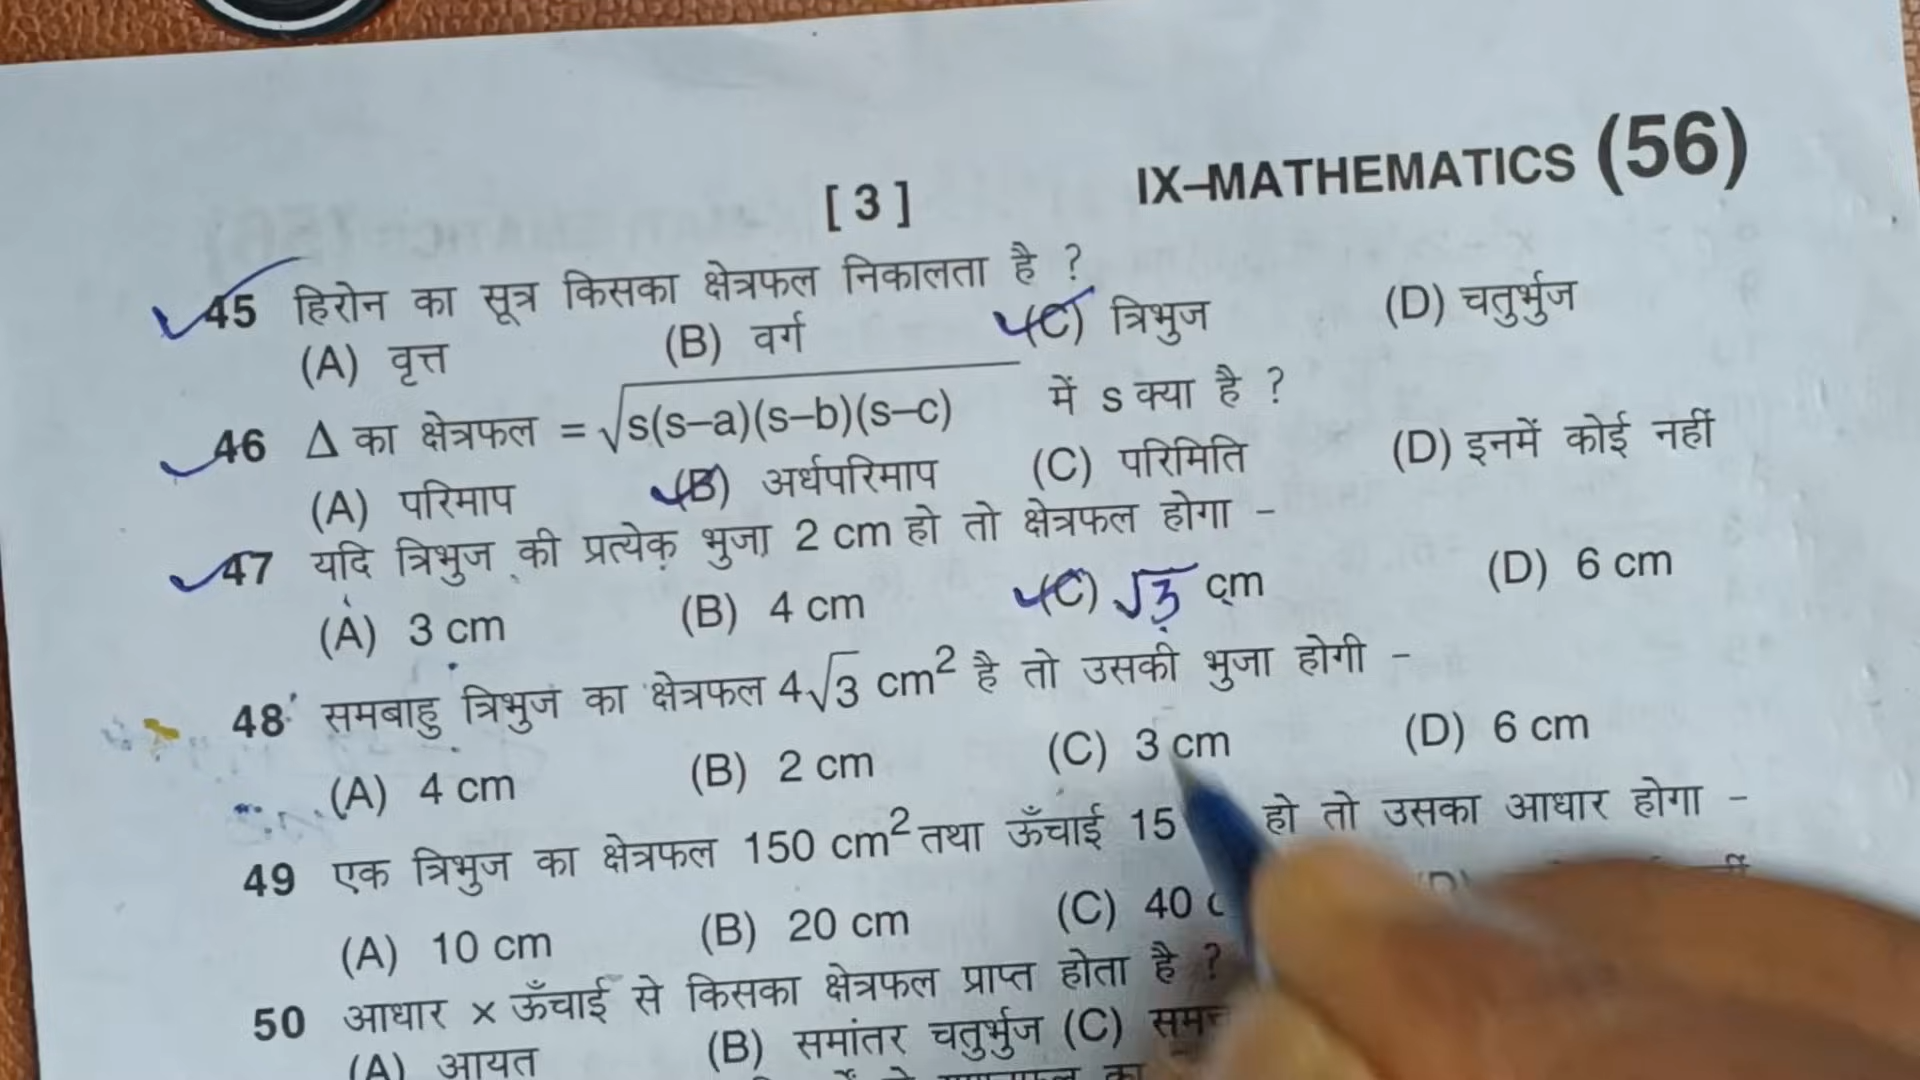 [ 3 ]
IX–MATHEMATICS (56)
45 हिरोन का सूत्र किसका क्षेत्रफल निकालता है ?
(A) वृत्त (B) वर्ग (C) त्रिभुज (D) चतुर्भुज
46 Δ का क्षेत्रफल = √s(s–a)(s–b)(s–c) में s क्या है ?
(A) परिमाप (B) अर्धपरिमाप (C) परिमिति (D) इनमें कोई नहीं
47 यदि त्रिभुज की प्रत्येक भुजा 2 cm हो तो क्षेत्रफल होगा –
(A) 3 cm (B) 4 cm (C) √3 cm (D) 6 cm
48 समबाहु त्रिभुज का क्षेत्रफल 4√3 cm² है तो उसकी भुजा होगी –
(A) 4 cm (B) 2 cm (C) 3 cm (D) 6 cm
49 एक त्रिभुज का क्षेत्रफल 150 cm² तथा ऊँचाई 15 हो तो उसका आधार होगा –
(A) 10 cm (B) 20 cm (C) 40 (D)
50 आधार × ऊँचाई से किसका क्षेत्रफल प्राप्त होता है ?
(A) आयत (B) समांतर चतुर्भुज (C)